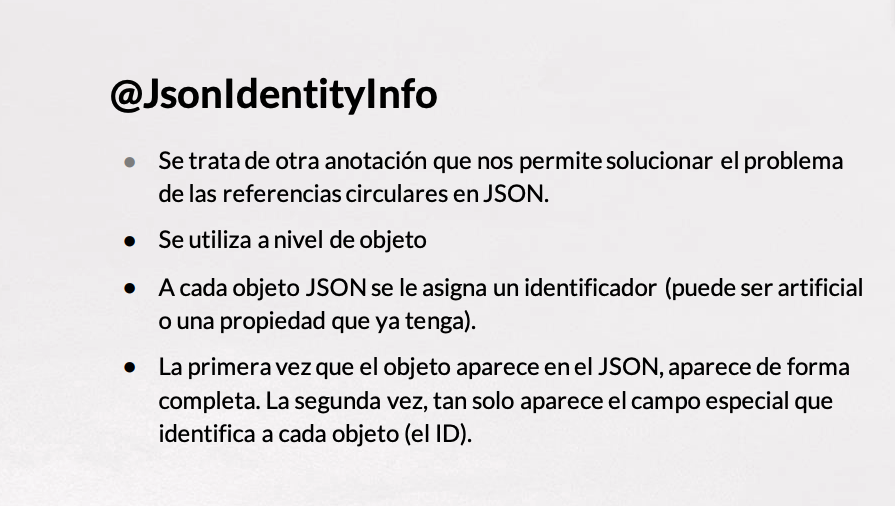 @JsonIdentityInfo
● Se trata de otra anotación que nos permite solucionar el problema
de las referencias circulares en JSON.
● Se utiliza a nivel de objeto
● A cada objeto JSON se le asigna un identificador (puede ser artificial
o una propiedad que ya tenga).
● La primera vez que el objeto aparece en el JSON, aparece de forma
completa. La segunda vez, tan solo aparece el campo especial que
identifica a cada objeto (el ID).